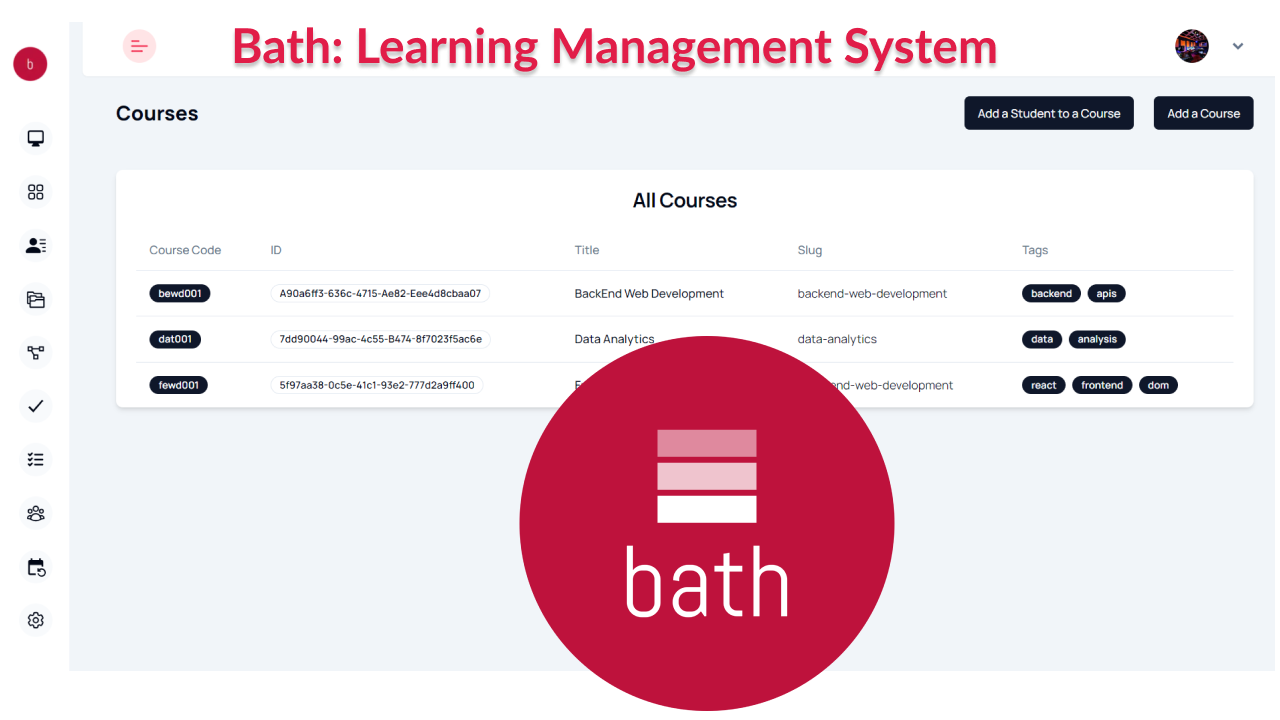 b
Bath: Learning Management System
Courses
Add a Student to a Course
Add a Course
All Courses
Course Code ID Title Slug Tags
bewd001 A90a6ff3-636c-4715-Ae82-Eee4d8cbaa07 BackEnd Web Development backend-web-development backend apis
dat001 7dd90044-99ac-4c55-B474-8f7023f5ac6e Data Analytics data-analytics data analysis
fewd001 5f97aa38-0c5e-41c1-93e2-777d2a9ff400 nd-web-development react frontend dom
bath